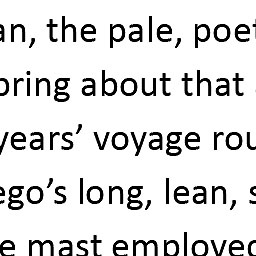 an, the pale, poet
bring about that
years’ voyage rou
ego’s long, lean, s
e mast employed